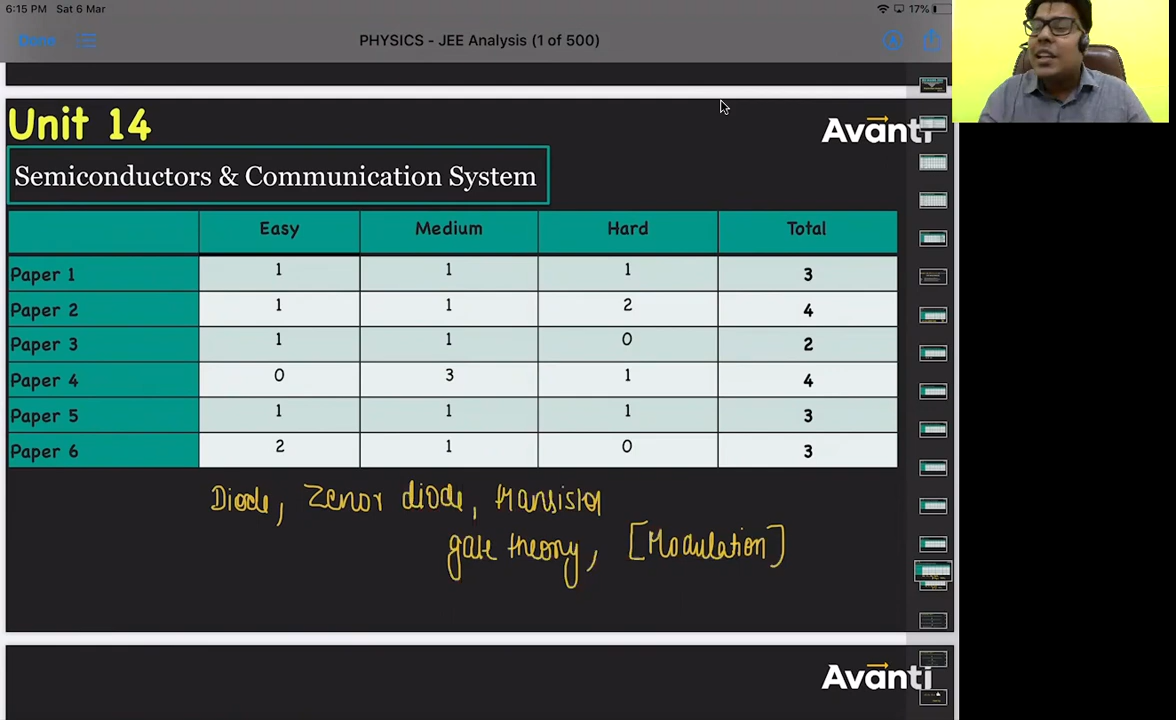 6:15 PM Sat 6 Mar 17%
Done PHYSICS - JEE Analysis (1 of 500)
Unit 14
Avanti
Semiconductors & Communication System
Easy Medium Hard Total
Paper 1 1 1 1 3
Paper 2 1 1 2 4
Paper 3 1 1 0 2
Paper 4 0 3 1 4
Paper 5 1 1 1 3
Paper 6 2 1 0 3
Diode, Zenor diode, transistor
gate theory, [Modulation]
Avanti